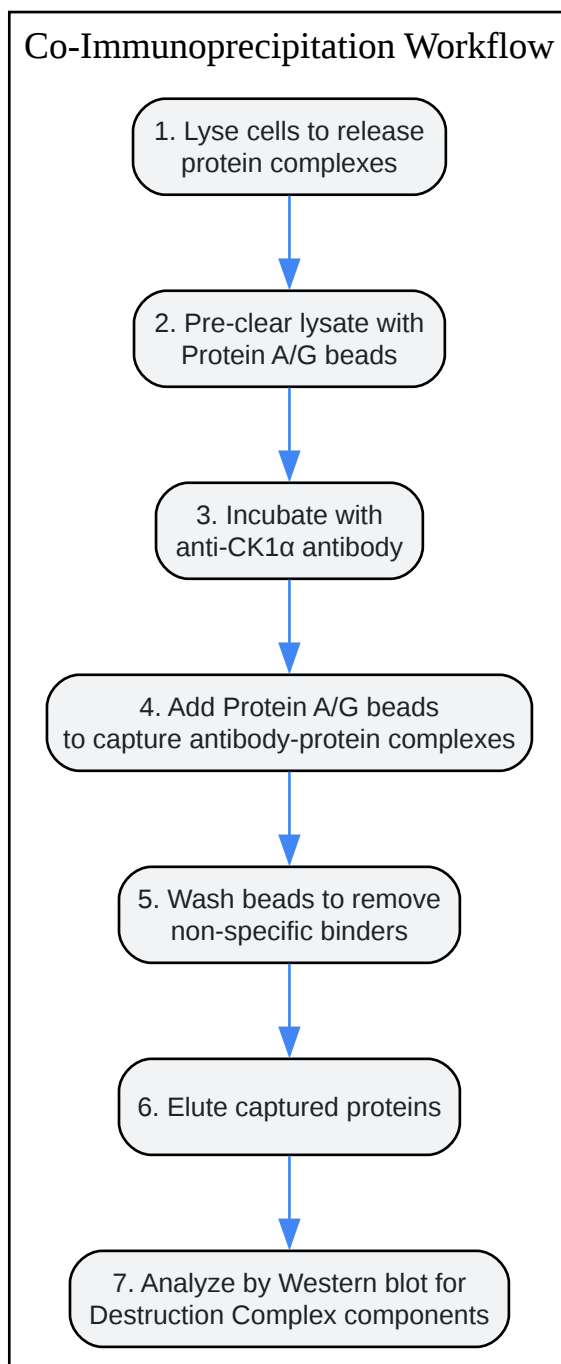 Co-Immunoprecipitation Workflow
1. Lyse cells to release
protein complexes
2. Pre-clear lysate with
Protein A/G beads
3. Incubate with
anti-CK1α antibody
4. Add Protein A/G beads
to capture antibody-protein complexes
5. Wash beads to remove
non-specific binders
6. Elute captured proteins
7. Analyze by Western blot for
Destruction Complex components